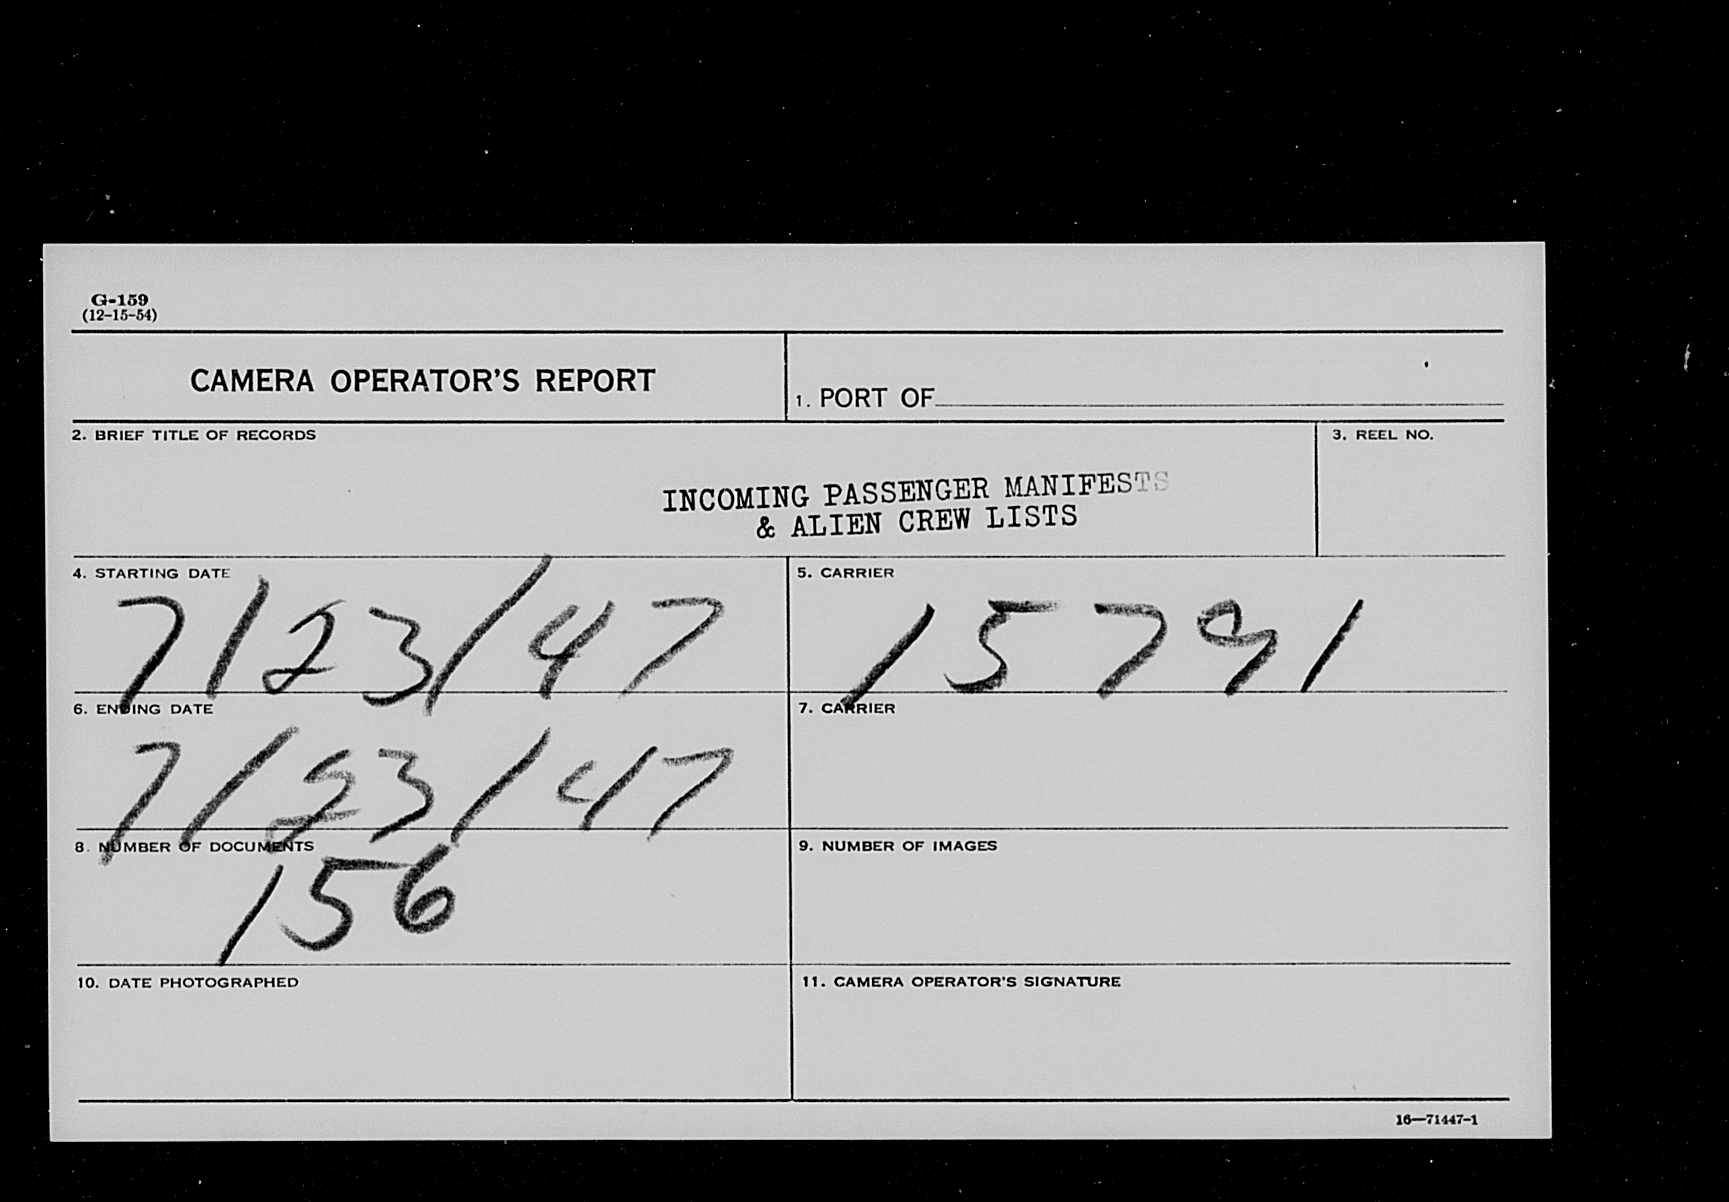 G-159
(12-15-54)
CAMERA OPERATOR'S REPORT
1. PORT OF
2. BRIEF TITLE OF RECORDS
3. REEL NO.
INCOMING PASSENGER MANIFESTS
& ALIEN CREW LISTS
4. STARTING DATE
7/23/47
5. CARRIER
15791
6. ENDING DATE
7/23/47
7. CARRIER
8. NUMBER OF DOCUMENTS
156
9. NUMBER OF IMAGES
10. DATE PHOTOGRAPHED
11. CAMERA OPERATOR'S SIGNATURE
16—71447-1